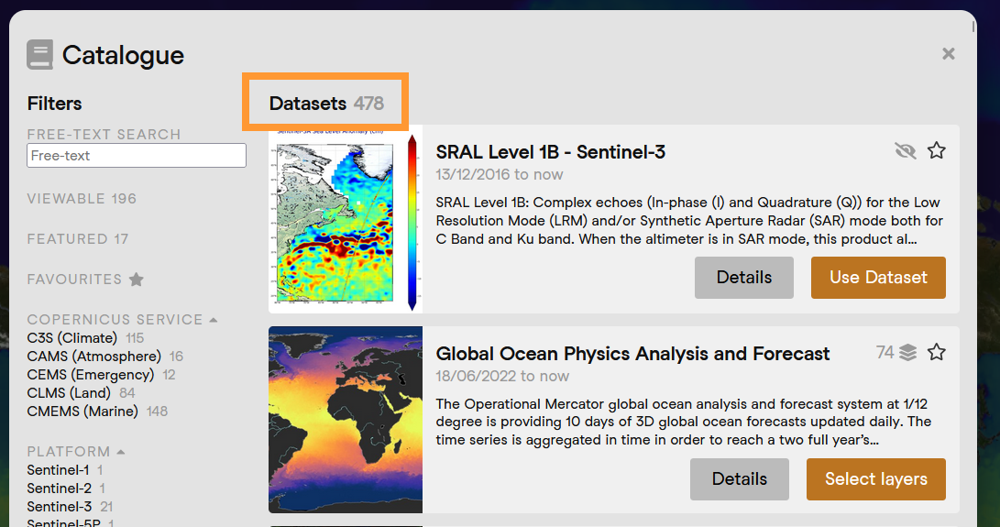 Catalogue
Filters
FREE-TEXT SEARCH
Free-text
VIEWABLE 196
FEATURED 17
FAVOURITES
COPERNICUS SERVICE
C3S (Climate) 115
CAMS (Atmosphere) 16
CEMS (Emergency) 12
CLMS (Land) 84
CMEMS (Marine) 148
PLATFORM
Sentinel-1 1
Sentinel-2 1
Sentinel-3 21
Sentinel-5P 1
Datasets 478
SRAL Level 1B - Sentinel-3
13/12/2016 to now
SRAL Level 1B: Complex echoes (In-phase (I) and Quadrature (Q)) for the Low
Resolution Mode (LRM) and/or Synthetic Aperture Radar (SAR) mode both for
C Band and Ku band. When the altimeter is in SAR mode, this product al...
Details
Use Dataset
Global Ocean Physics Analysis and Forecast
74
18/06/2022 to now
The Operational Mercator global ocean analysis and forecast system at 1/12
degree is providing 10 days of 3D global ocean forecasts updated daily. The
time series is aggregated in time in order to reach a two full year's...
Details
Select layers